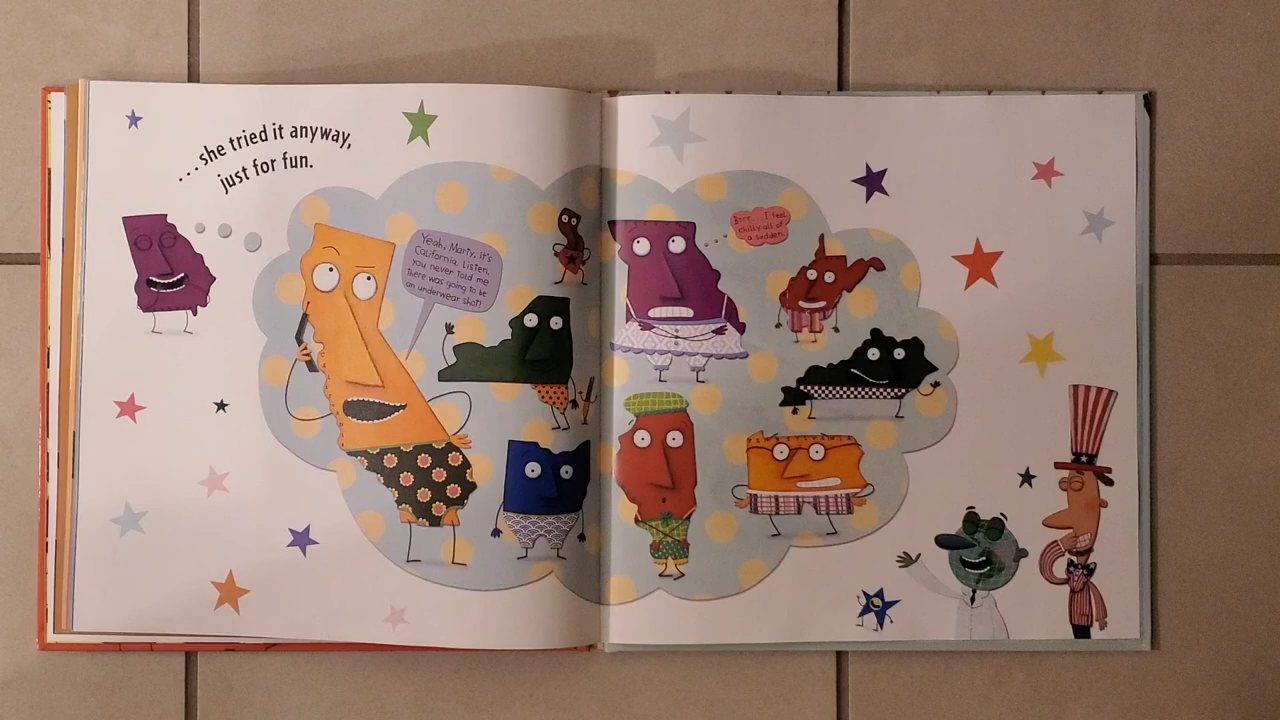 ...she tried it anyway,
just for fun.
Yeah, Marty, it's
California. Listen,
you never told me
there was going to be
an underwear shot!
Brrr....I feel
chilly all of
a sudden.